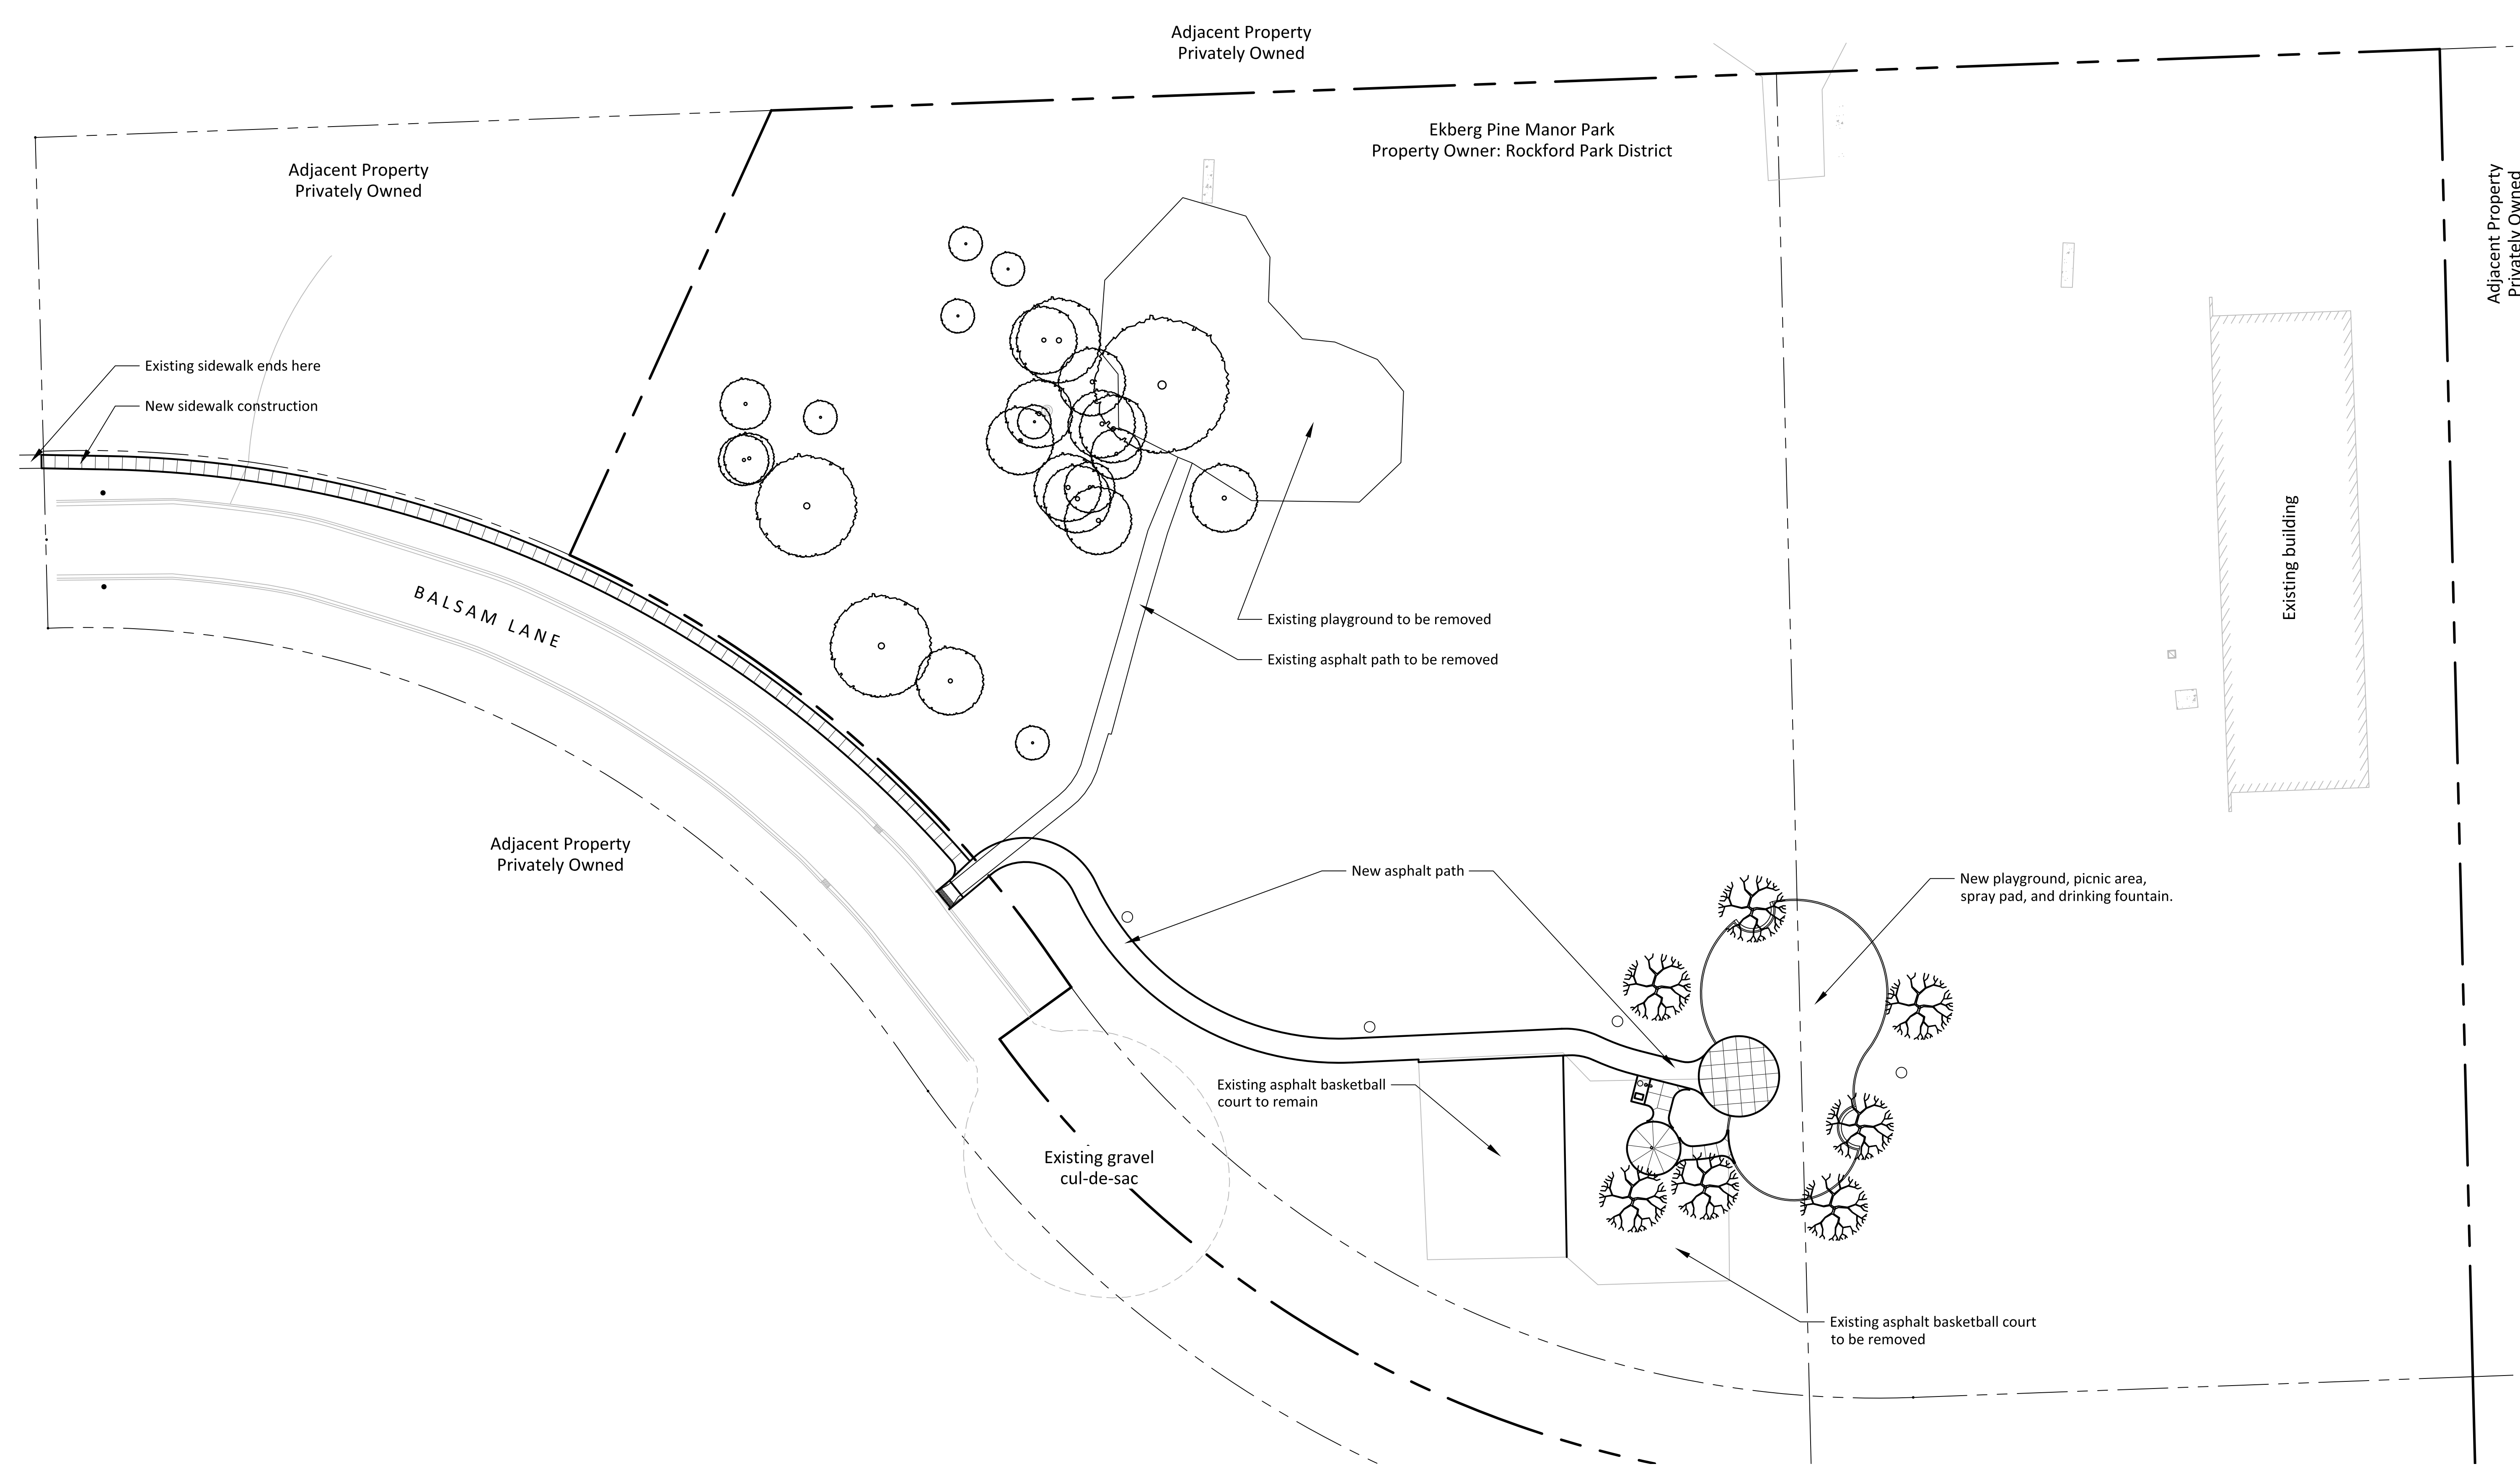 Adjacent Property
Privately Owned
Ekberg Pine Manor Park
Property Owner: Rockford Park District
Adjacent Property
Privately Owned
Adjacent Property
Privately Owned
Existing sidewalk ends here
New sidewalk construction
Existing building
BALSAM LANE
Existing playground to be removed
Existing asphalt path to be removed
Adjacent Property
Privately Owned
New asphalt path
New playground, picnic area,
spray pad, and drinking fountain.
Existing asphalt basketball
court to remain
Existing gravel
cul-de-sac
Existing asphalt basketball court
to be removed